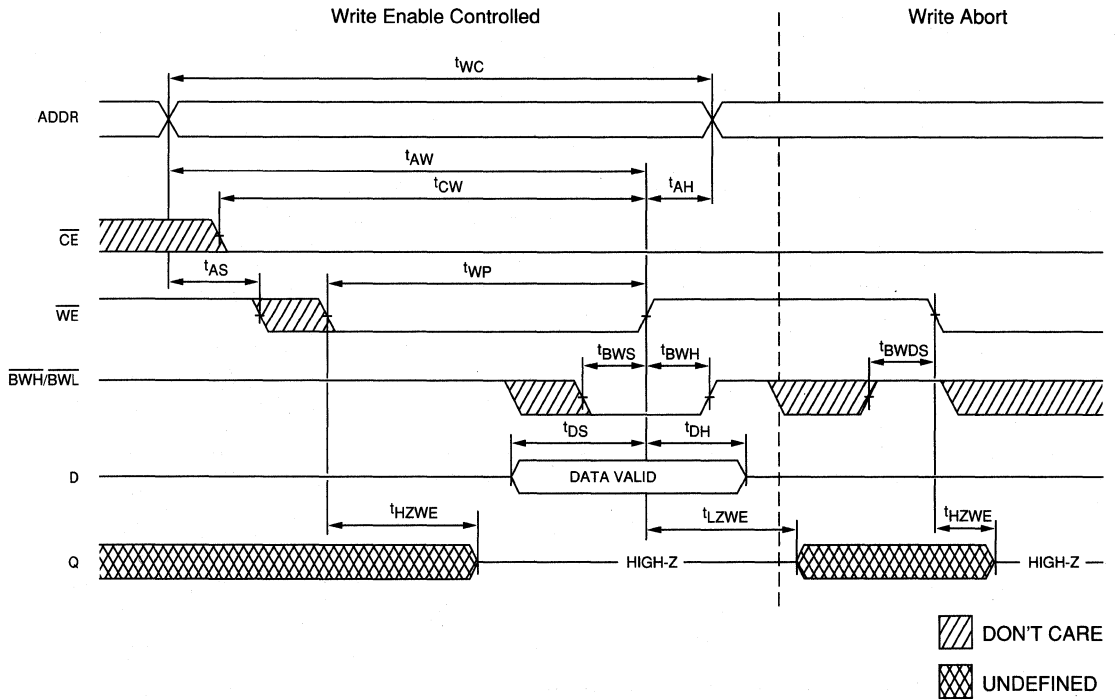 Write Enable Controlled
Write Abort
tWC
ADDR
tAW
tCW
tAH
CE
tAS
tWP
WE
tBWS
tBWH
tBWDS
BWH/BWL
tDS
tDH
D
DATA VALID
tHZWE
tLZWE
tHZWE
Q
HIGH-Z
HIGH-Z
DON'T CARE
UNDEFINED